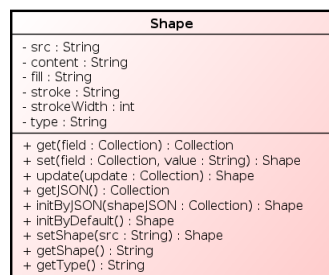 Shape
- src : String
- content : String
- fill : String
- stroke : String
- strokeWidth : int
- type : String
+ get(field : Collection) : Collection
+ set(field : Collection, value : String) : Shape
+ update(update : Collection) : Shape
+ getJSON() : Collection
+ initByJSON(shapeJSON : Collection) : Shape
+ initByDefault() : Shape
+ setShape(src : String) : Shape
+ getShape() : String
+ getType() : String